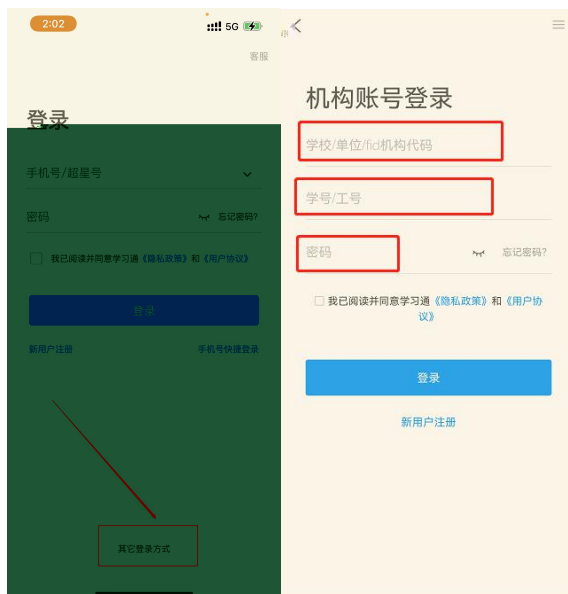 2:02
5G
客服
登录
手机号/超星号
密码
忘记密码?
我已阅读并同意学习通《隐私政策》和《用户协议》
登录
新用户注册
手机号快捷登录
其它登录方式
机构账号登录
学校/单位/fid机构代码
学号/工号
密码
忘记密码?
我已阅读并同意学习通《隐私政策》和《用户协
议》
登录
新用户注册